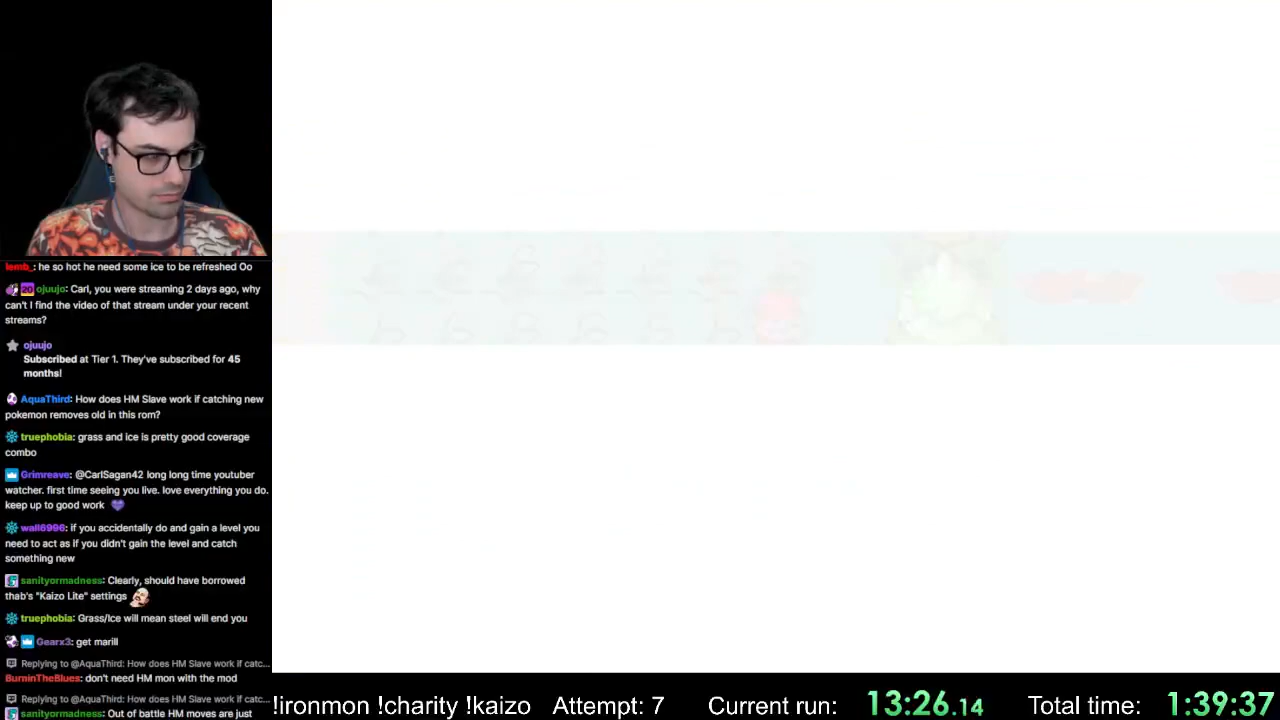 lemb_: he so hot he need some ice to be refreshed Oo
20 ojuujo: Carl, you were streaming 2 days ago, why
can't I find the video of that stream under your recent
streams?
ojuujo
Subscribed at Tier 1. They've subscribed for 45
months!
AquaThird: How does HM Slave work if catching new
pokemon removes old in this rom?
truephobia: grass and ice is pretty good coverage
combo
Grimreave: @CarlSagan42 long long time youtuber
watcher. first time seeing you live. love everything you do.
keep up to good work
wall6996: if you accidentally do and gain a level you
need to act as if you didn't gain the level and catch
something new
sanityormadness: Clearly, should have borrowed
thab's "Kaizo Lite" settings
truephobia: Grass/Ice will mean steel will end you
Gearx3: get marill
Replying to @AquaThird: How does HM Slave work if catc...
BurninTheBlues: don't need HM mon with the mod
Replying to @AquaThird: How does HM Slave work if catc...
sanityormadness: Out of battle HM moves are just
!ironmon !charity !kaizo Attempt: 7 Current run: 13:26.14 Total time: 1:39:37